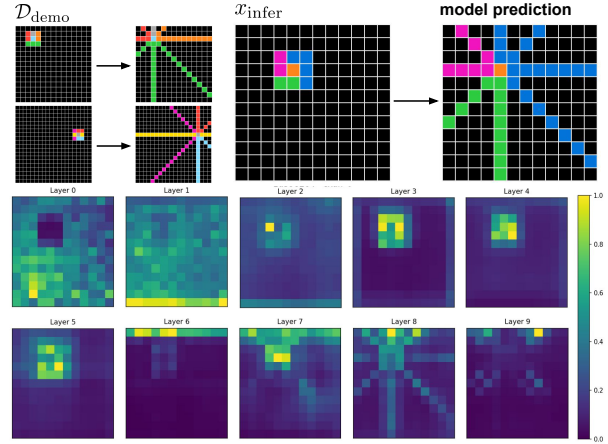 𝒟demo
xinfer
model prediction
Layer 0
Layer 1
Layer 2
Layer 3
Layer 4
1.0
0.8
0.6
0.4
0.2
0.0
Layer 5
Layer 6
Layer 7
Layer 8
Layer 9